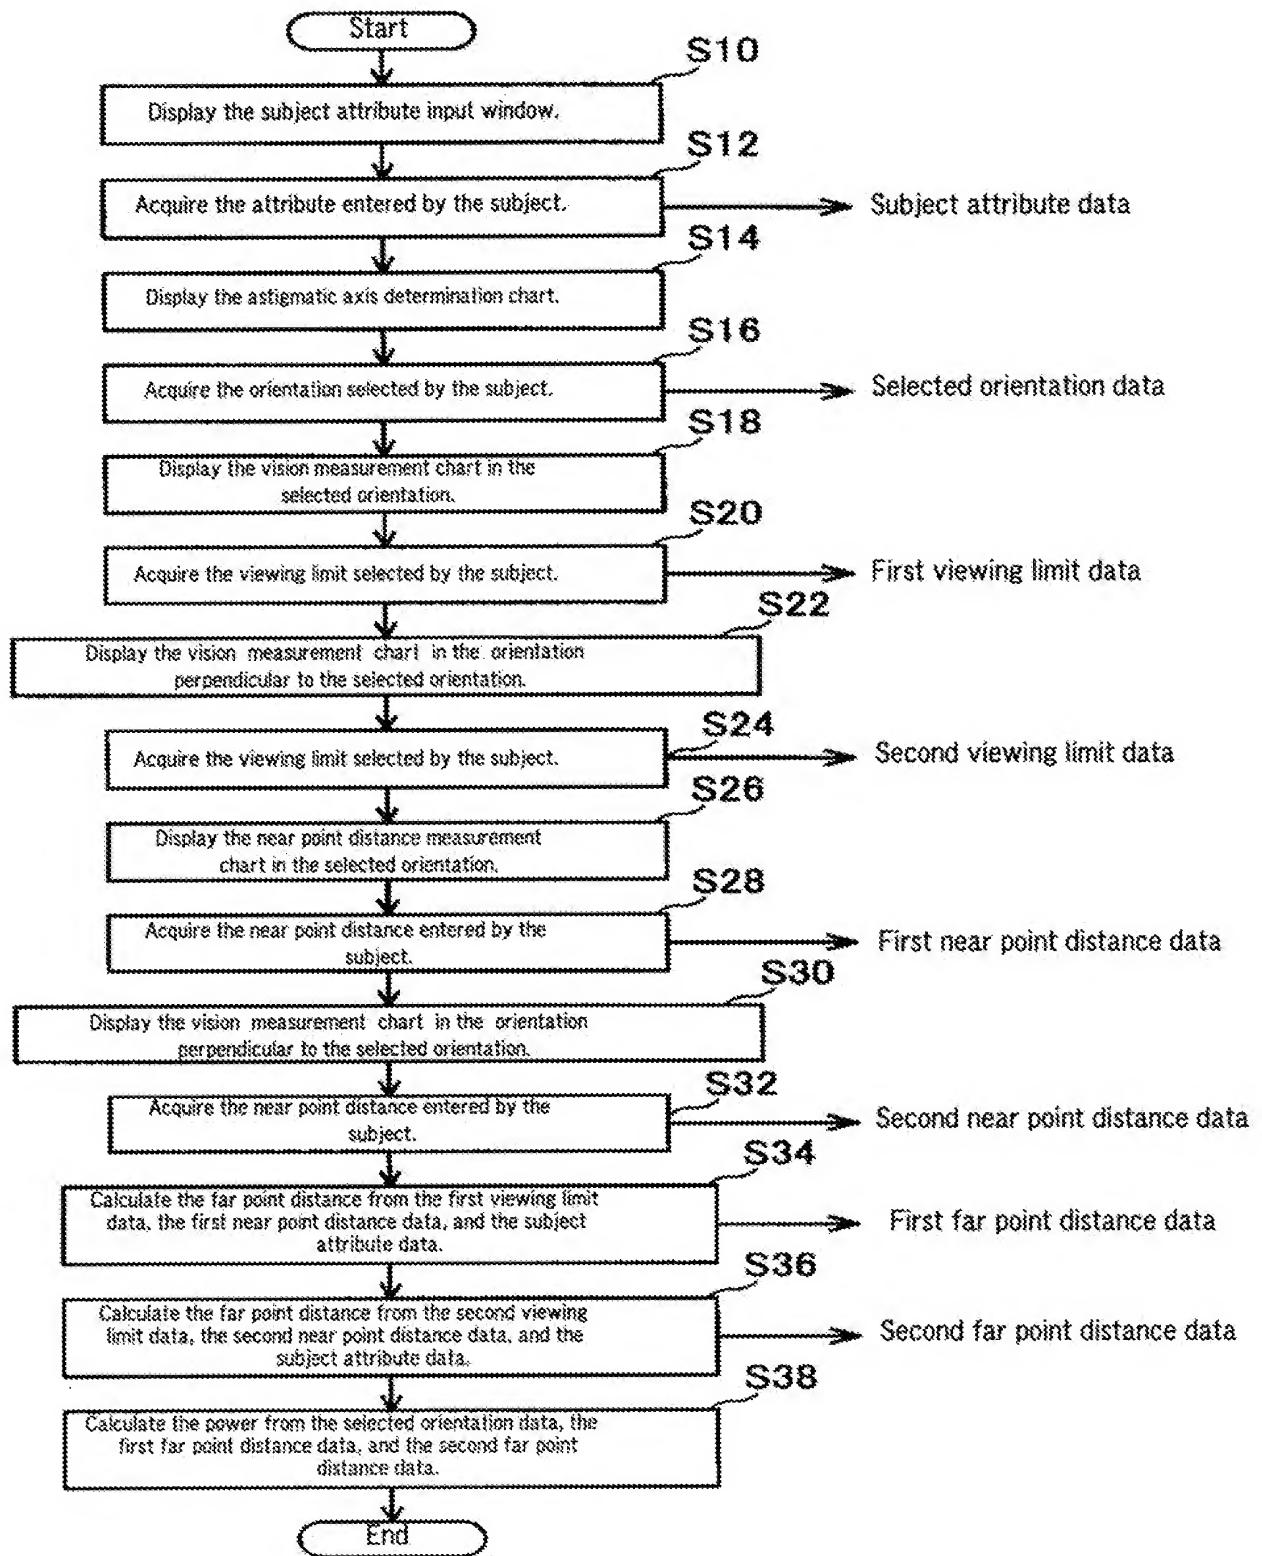 Start
S10
Display the subject attribute input window.
S12
Acquire the attribute entered by the subject.
Subject attribute data
S14
Display the astigmatic axis determination chart.
S16
Acquire the orientation selected by the subject.
Selected orientation data
S18
Display the vision measurement chart in the
selected orientation.
S20
Acquire the viewing limit selected by the subject.
First viewing limit data
S22
Display the vision measurement chart in the orientation
perpendicular to the selected orientation.
S24
Acquire the viewing limit selected by the subject.
Second viewing limit data
S26
Display the near point distance measurement
chart in the selected orientation.
S28
Acquire the near point distance entered by the
subject.
First near point distance data
S30
Display the vision measurement chart in the orientation
perpendicular to the selected orientation.
S32
Acquire the near point distance entered by the
subject.
Second near point distance data
S34
Calculate the far point distance from the first viewing limit
data, the first near point distance data, and the subject
attribute data.
First far point distance data
S36
Calculate the far point distance from the second viewing
limit data, the second near point distance data, and the
subject attribute data.
Second far point distance data
S38
Calculate the power from the selected orientation data, the
first far point distance data, and the second far point
distance data.
End